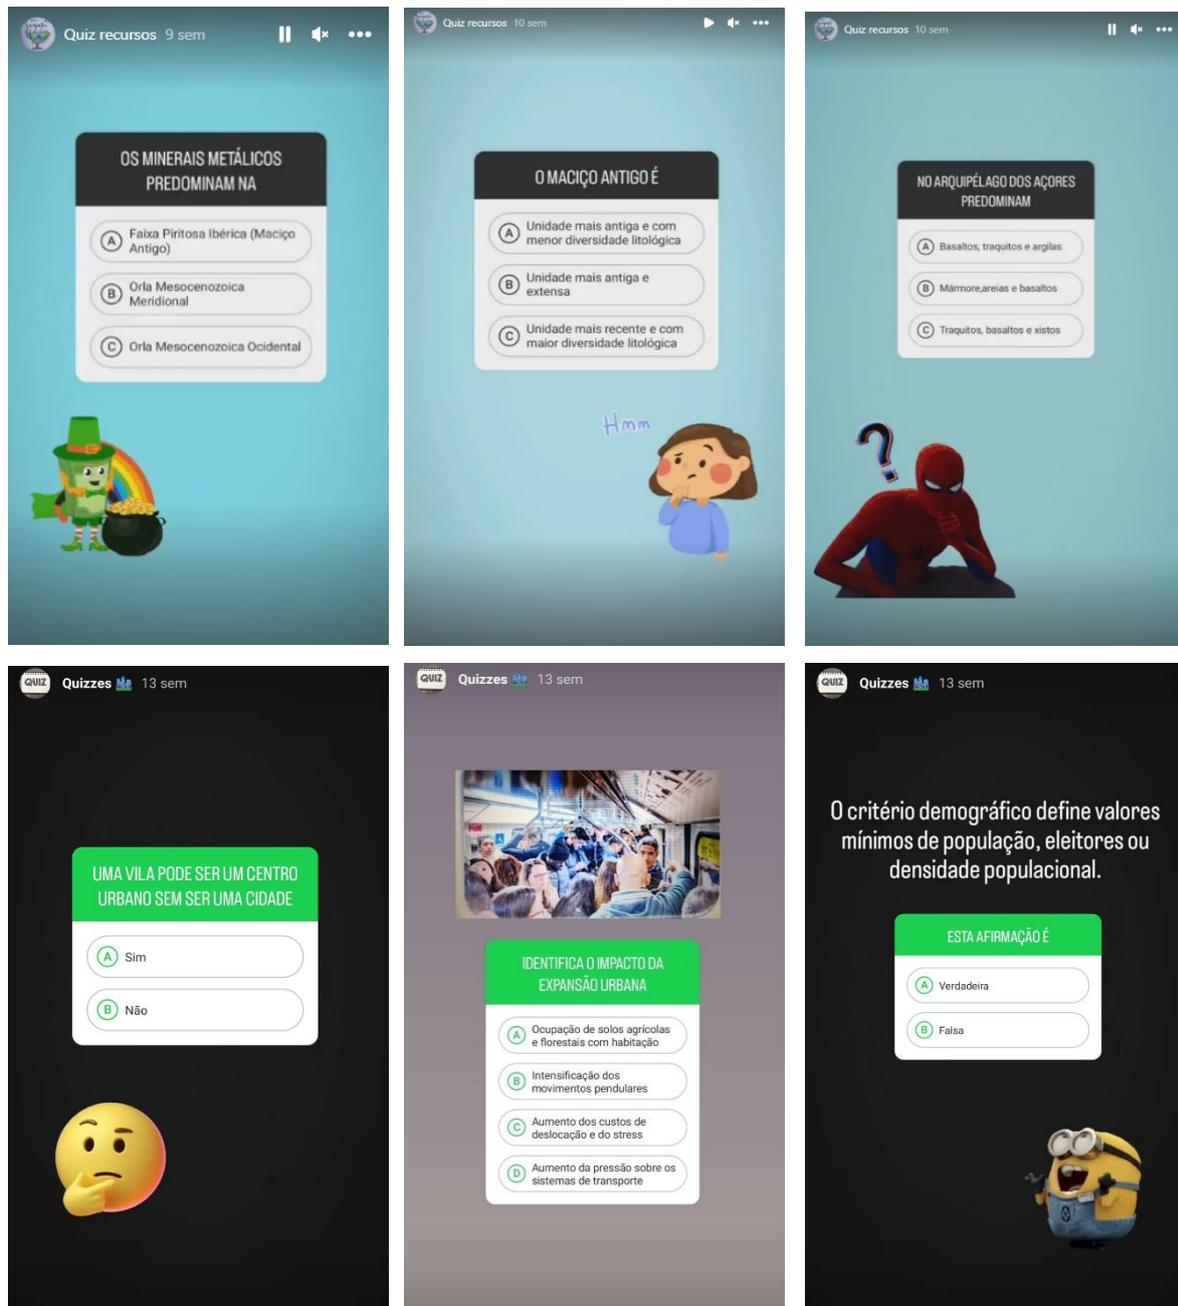 Quiz recursos 9 sem
OS MINERAIS METÁLICOS
PREDOMINAM NA
A Faixa Piritosa Ibérica (Maciço
Antigo)
B Orla Mesocenozoica
Meridional
C Orla Mesocenozoica Ocidental
Quiz recursos 10 sem
O MACIÇO ANTIGO É
A Unidade mais antiga e com
menor diversidade litológica
B Unidade mais antiga e
extensa
C Unidade mais recente e com
maior diversidade litológica
Hmm
Quiz recursos 10 sem
NO ARQUIPÉLAGO DOS AÇORES
PREDOMINAM
A Basaltos, traquitos e argilas
B Mármore,areias e basaltos
C Traquitos, basaltos e xistos
?
QUIZ Quizzes 13 sem
UMA VILA PODE SER UM CENTRO
URBANO SEM SER UMA CIDADE
A Sim
B Não
QUIZ Quizzes 13 sem
IDENTIFICA O IMPACTO DA
EXPANSÃO URBANA
A Ocupação de solos agrícolas
e florestais com habitação
B Intensificação dos
movimentos pendulares
C Aumento dos custos de
deslocação e do stress
D Aumento da pressão sobre os
sistemas de transporte
QUIZ Quizzes 13 sem
O critério demográfico define valores
mínimos de população, eleitores ou
densidade populacional.
ESTA AFIRMAÇÃO É
A Verdadeira
B Falsa